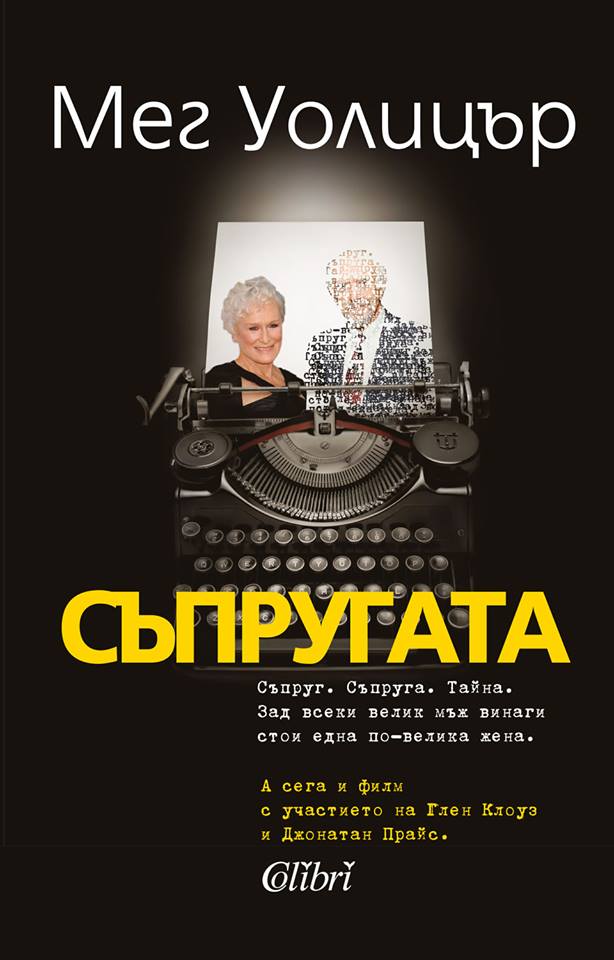 Мег Уолицър
СЪПРУГАТА
Съпруг. Съпруга. Тайна.
Зад всеки велик мъж винаги
стои една по-велика жена.
А сега и филм
с участието на Глен Клоуз
и Джонатан Прайс.
Colibri